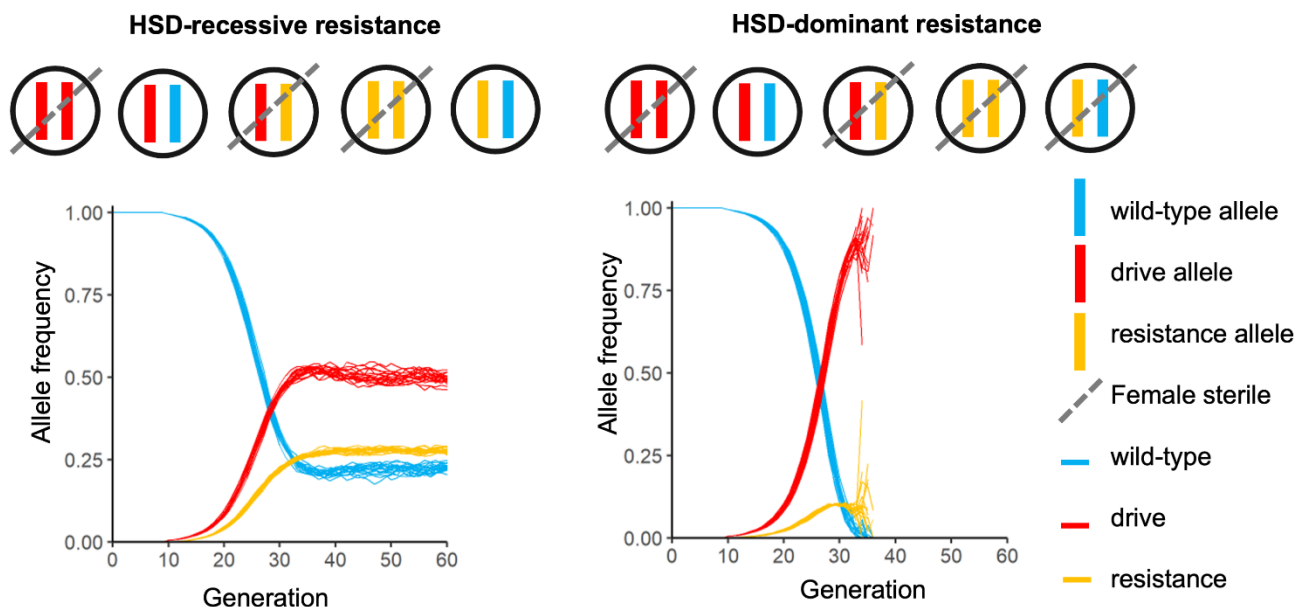 HSD-recessive resistance
HSD-dominant resistance
Allele frequency
1.00
0.75
0.50
0.25
0.00
0
10
20
30
40
50
60
Generation
Allele frequency
1.00
0.75
0.50
0.25
0.00
0
10
20
30
40
50
60
Generation
wild-type allele
drive allele
resistance allele
Female sterile
wild-type
drive
resistance